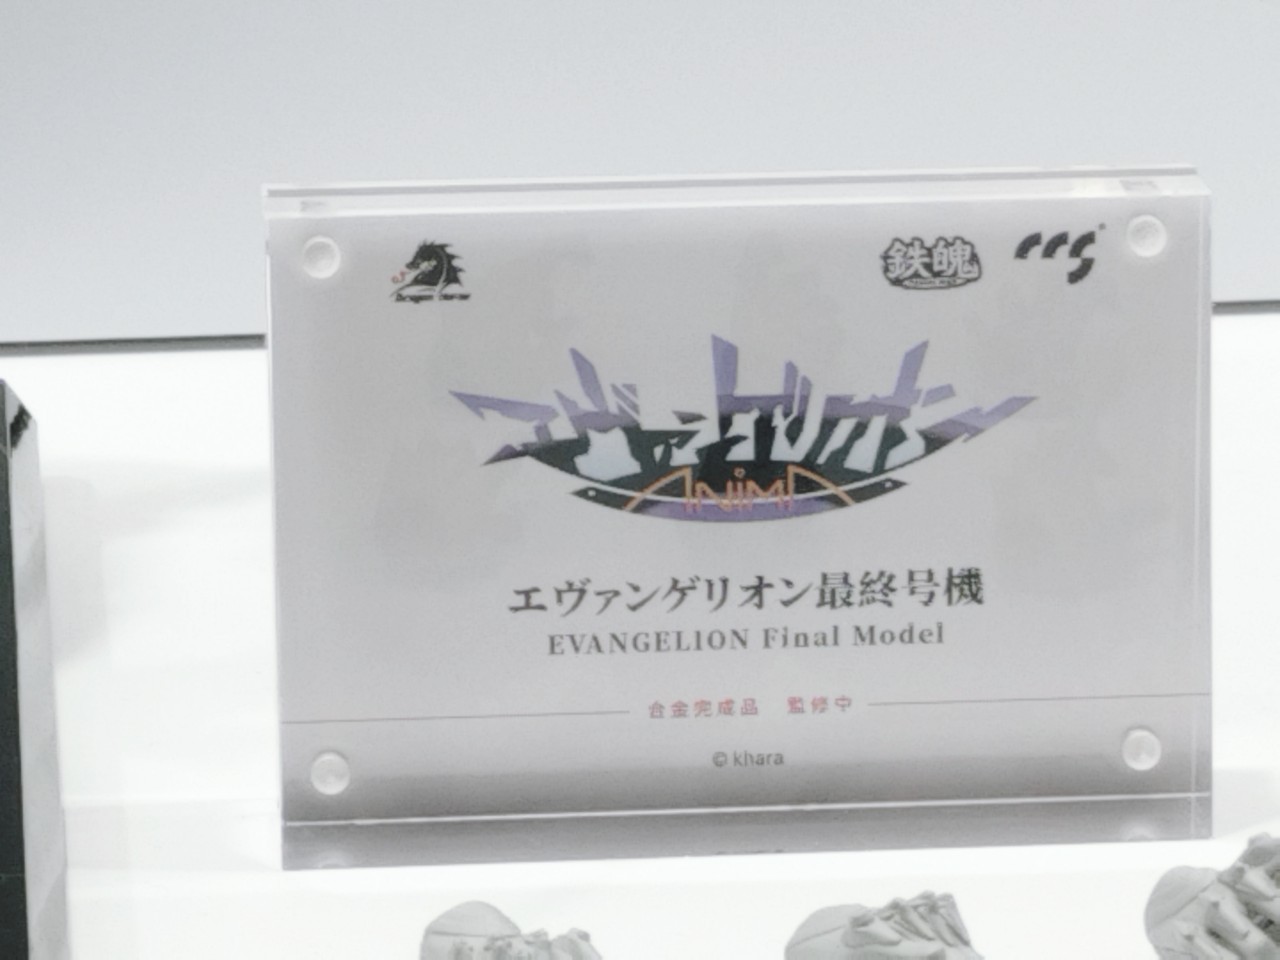 鉄魄
ccs
エヴァンゲリオン
ANIMA
エヴァンゲリオン最終号機
EVANGELION Final Model
合金完成品 監修中
© khara